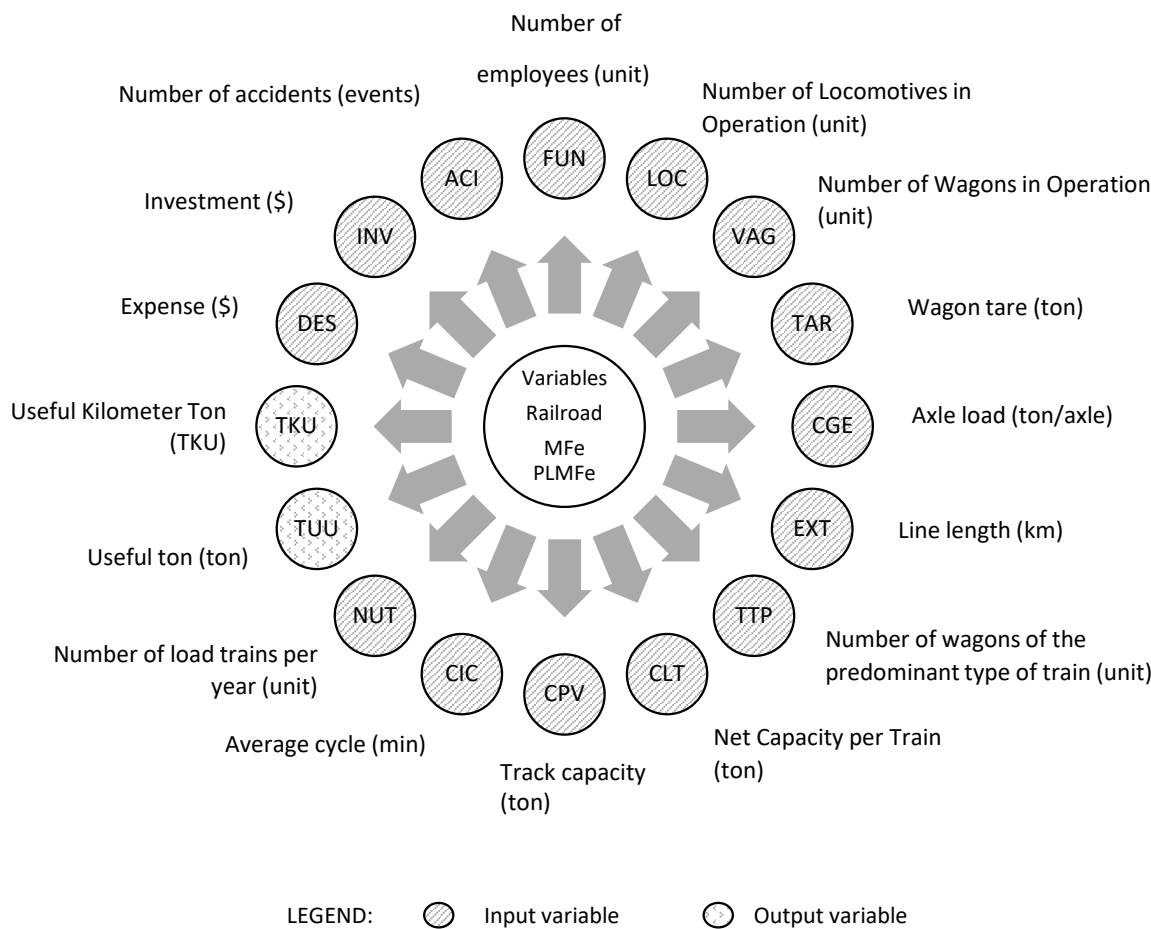 Number of
employees (unit)
Number of accidents (events)
Number of Locomotives in
Operation (unit)
FUN
ACI
LOC
Investment ($)
Number of Wagons in Operation
(unit)
INV
VAG
Expense ($)
DES
TAR
Wagon tare (ton)
Variables
Railroad
MFe
PLMFe
Useful Kilometer Ton
(TKU)
TKU
CGE
Axle load (ton/axle)
TUU
EXT
Useful ton (ton)
Line length (km)
NUT
TTP
Number of load trains per
year (unit)
Number of wagons of the
predominant type of train (unit)
CIC
CPV
CLT
Average cycle (min)
Track capacity
(ton)
Net Capacity per Train
(ton)
LEGEND:
Input variable
Output variable